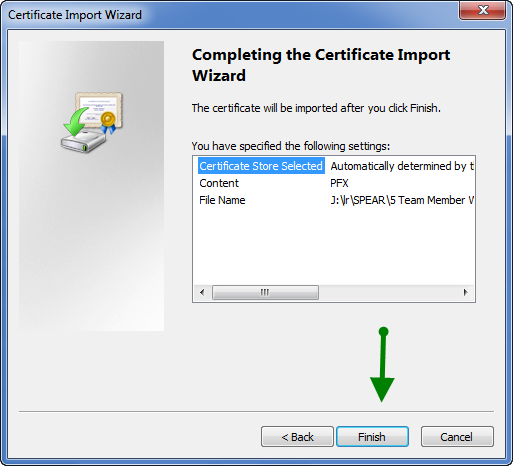 Certificate Import Wizard
Completing the Certificate Import
Wizard
The certificate will be imported after you click Finish.
You have specified the following settings:
Certificate Store Selected Automatically determined by t
Content PFX
File Name J:\lr\SPEAR\5 Team Member W
< Back Finish Cancel